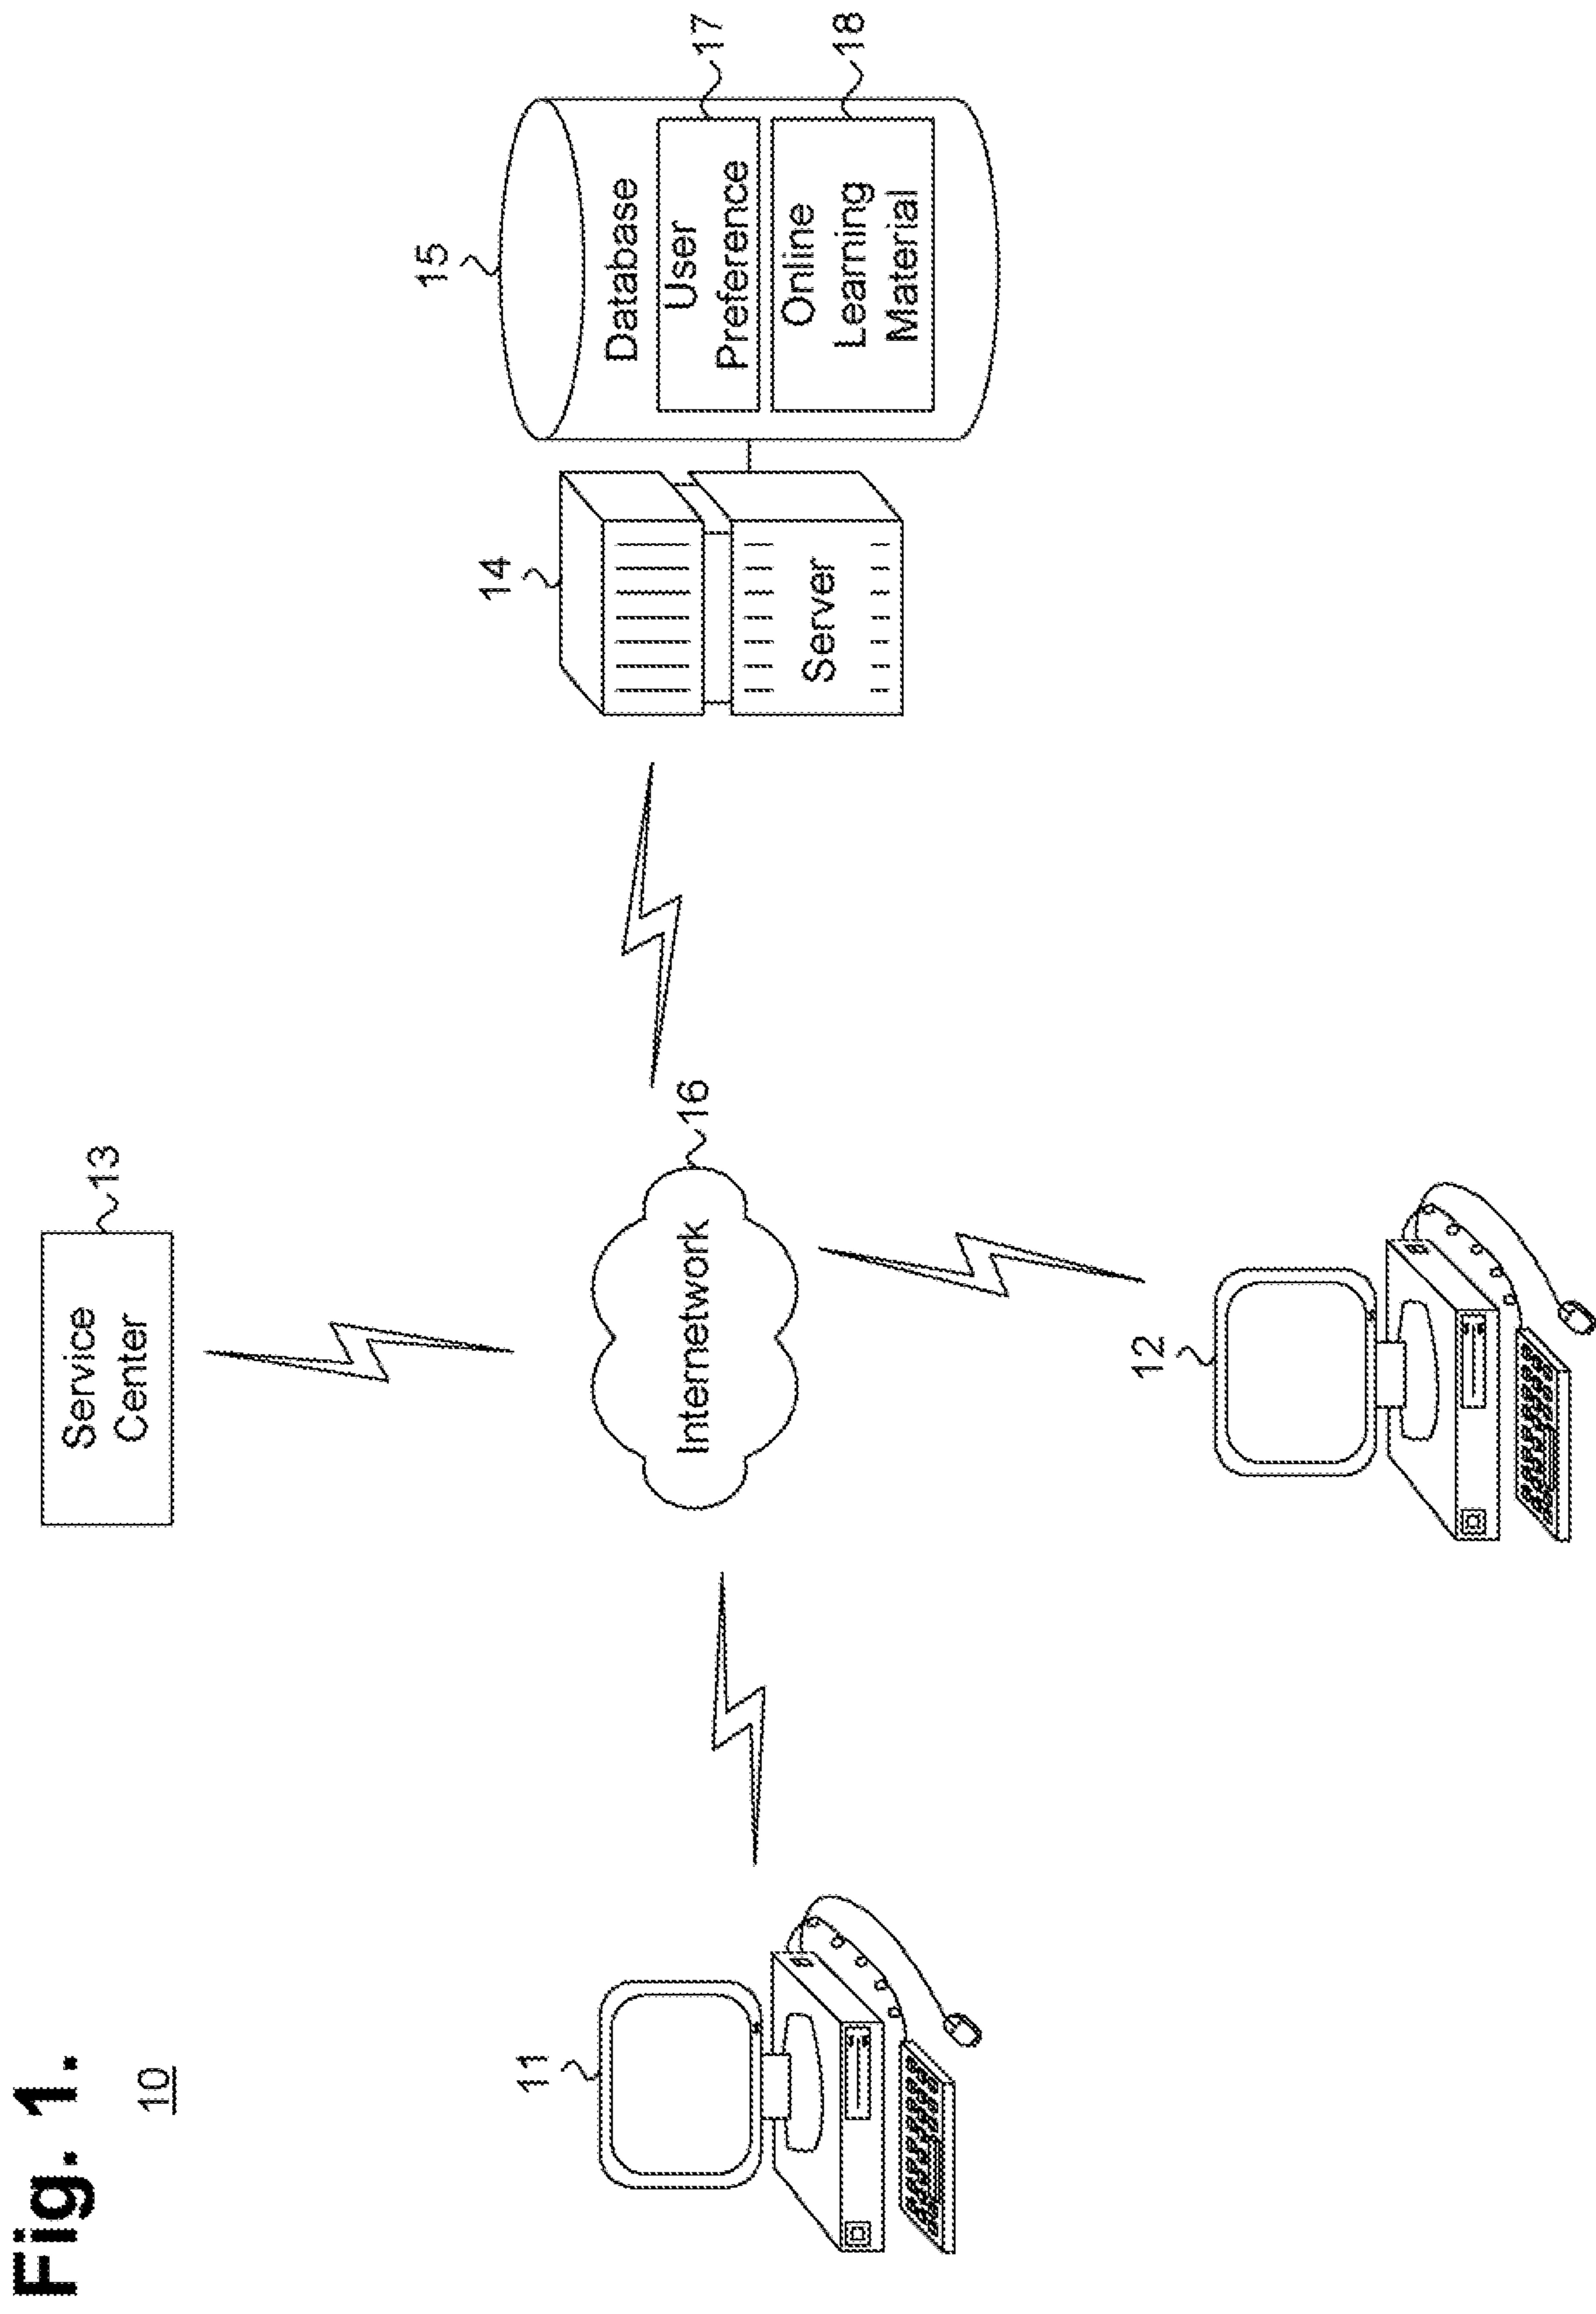 Fig. 1.
10
Service
Center
13
15
Database
User
Preference
17
Online
Learning
Material
18
14
Server
Internetwork
16
11
12